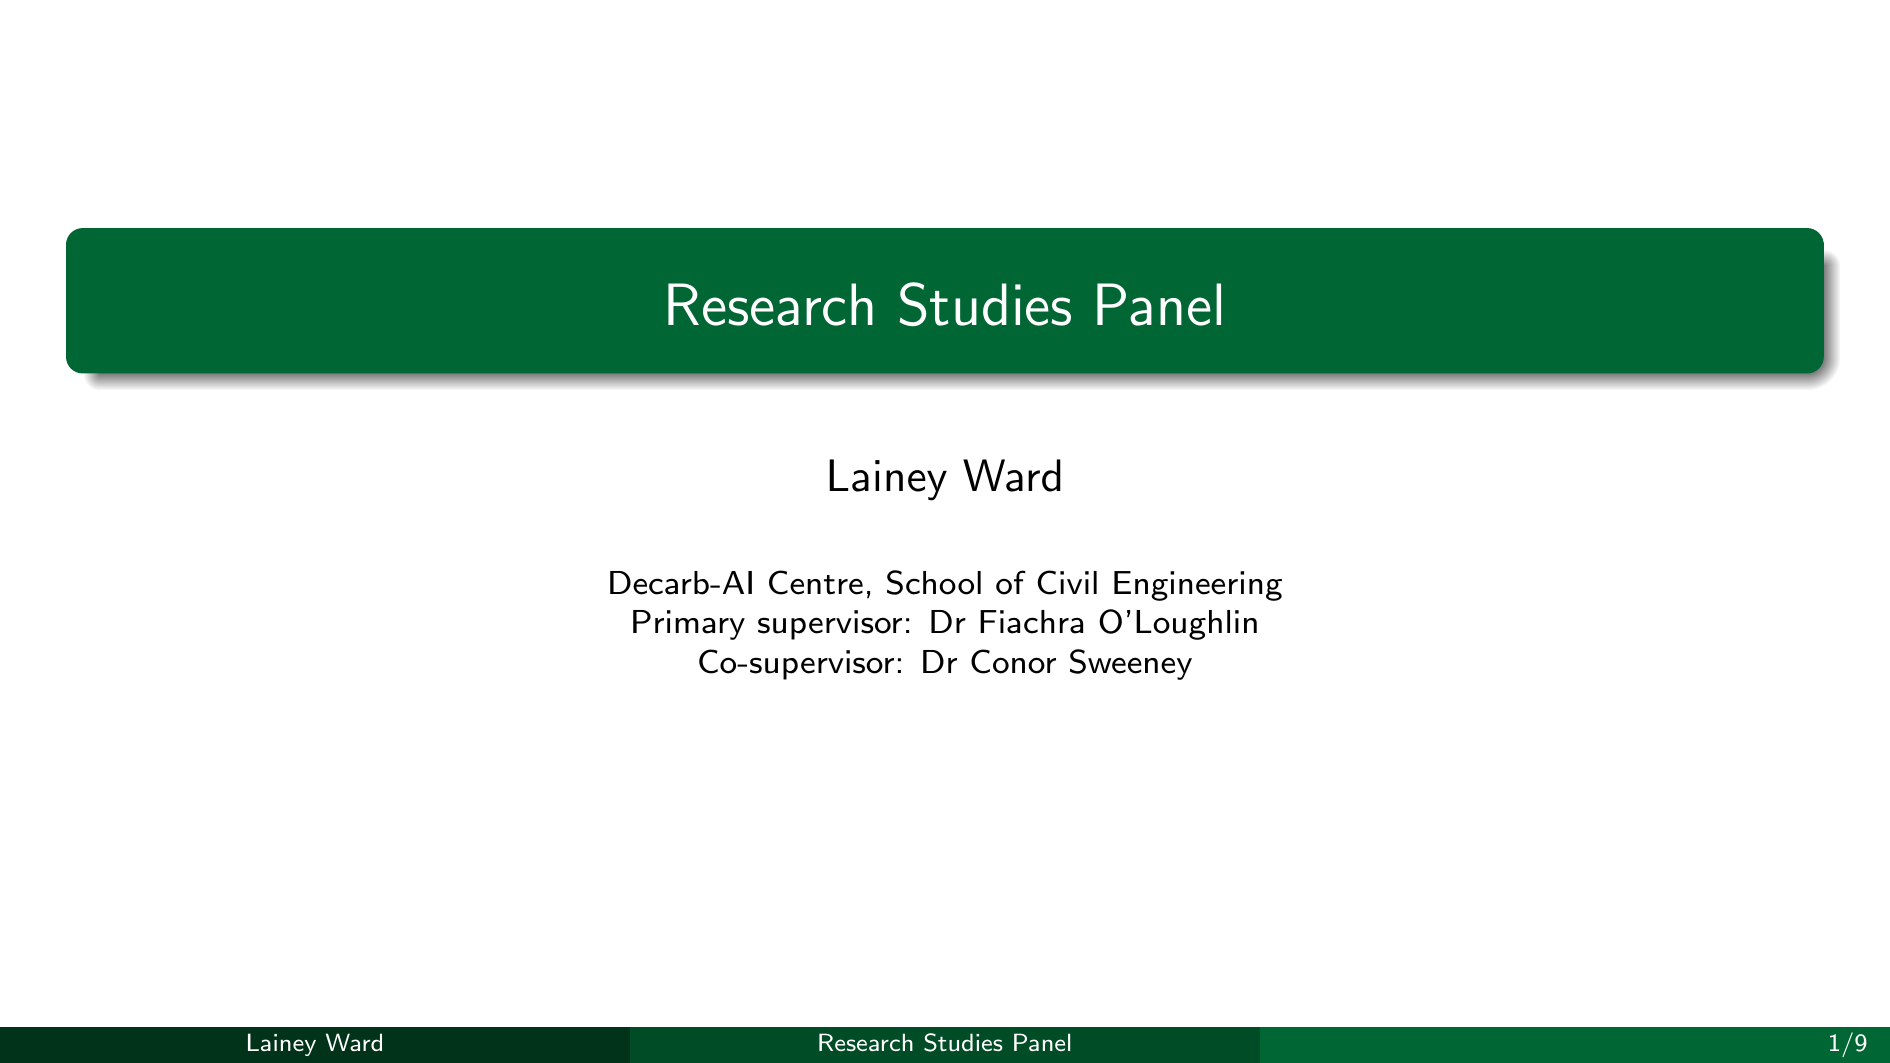 Research Studies Panel
Lainey Ward
Decarb-AI Centre, School of Civil Engineering
Primary supervisor: Dr Fiachra O'Loughlin
Co-supervisor: Dr Conor Sweeney
Lainey Ward
Research Studies Panel
1/9